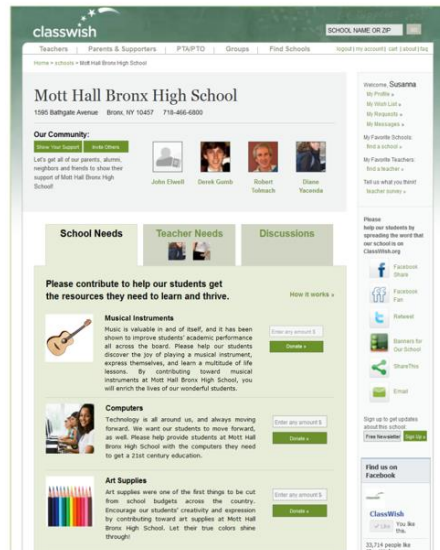 classwish
SCHOOL NAME OR ZIP
Teachers | Parents & Supporters | PTA/PTO | Groups | Find Schools
logout | my account | cart | about | faq
Home » schools » Mott Hall Bronx High School
Mott Hall Bronx High School
1595 Bathgate Avenue Bronx, NY 10457 718-466-6800
Our Community:
Show Your Support Invite Others
Let's get all of our parents, alumni,
neighbors and friends to show their
support of Mott Hall Bronx High
School!
John Elwell Derek Gumb Robert Tolmach Diane Yacenda
Welcome, Susanna
My Profile »
My Wish List »
My Requests »
My Messages »
My Favorite Schools:
find a school »
My Favorite Teachers:
find a teacher »
Tell us what you think!
teacher survey »
School Needs Teacher Needs Discussions
Please contribute to help our students get
the resources they need to learn and thrive.
How it works »
Musical Instruments
Music is valuable in and of itself, and it has been
shown to improve students' academic performance
all across the board. Please help our students
discover the joy of playing a musical instrument,
express themselves, and learn a multitude of life
lessons. By contributing toward musical
instruments at Mott Hall Bronx High School, you
will enrich the lives of our wonderful students.
Enter any amount $
Donate »
Computers
Technology is all around us, and always moving
forward. We want our students to move forward,
as well. Please help provide students at Mott Hall
Bronx High School with the computers they need
to get a 21st century education.
Enter any amount $
Donate »
Art Supplies
Art supplies were one of the first things to be cut
from school budgets across the country.
Encourage our students' creativity and expression
by contributing toward art supplies at Mott Hall
Bronx High School. Let their true colors shine
through!
Enter any amount $
Donate »
Please
help our students by
spreading the word that
our school is on
ClassWish.org
Facebook
Share
Facebook
Fan
Retweet
Banners for
Our School
ShareThis
Email
Sign up to get updates
about this school
Free Newsletter Sign Up »
Find us on
Facebook
ClassWish
Like You like this.
33,714 people like